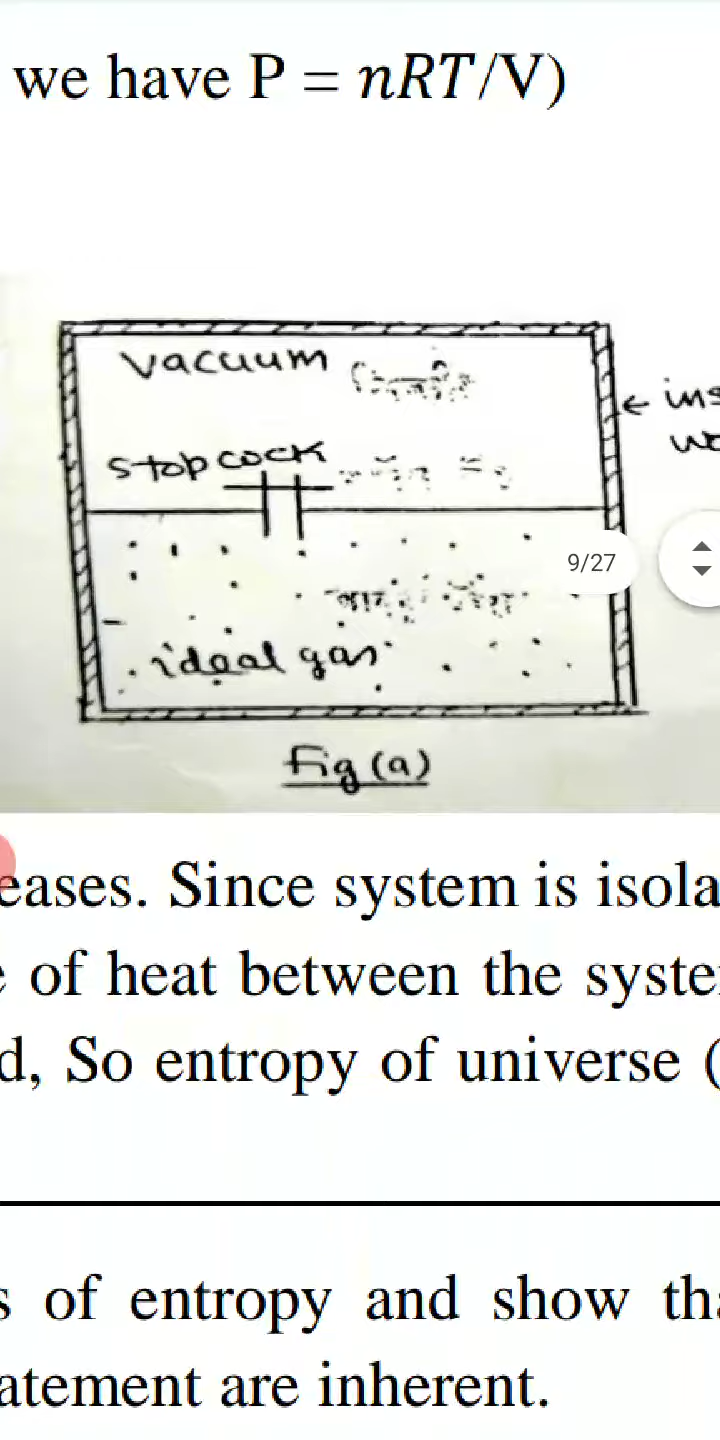 we have P = nRT/V)
vacuum
← ins
stop cock
9/27
ideal gas
Fig (a)
eases. Since system is isola
of heat between the syste
d, So entropy of universe (
s of entropy and show tha
atement are inherent.